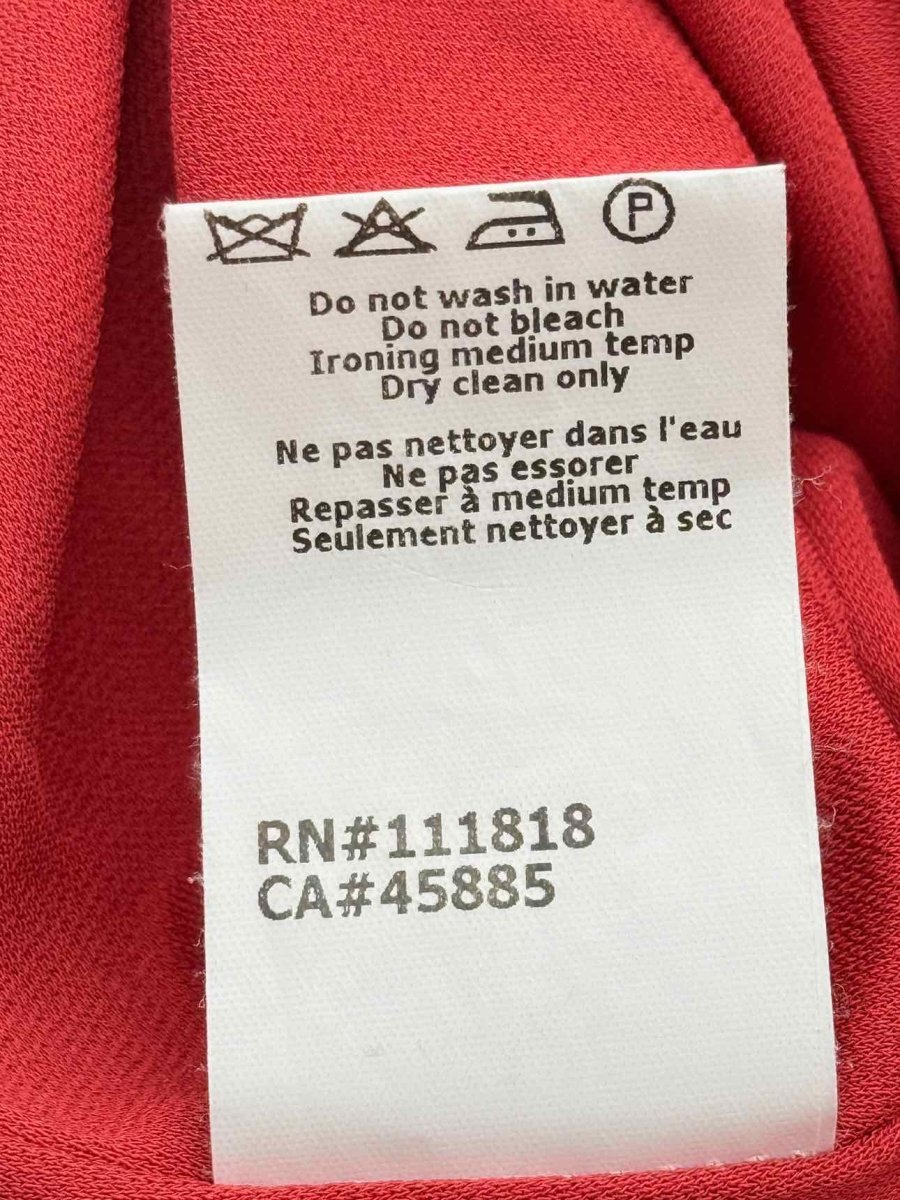 P
Do not wash in water
Do not bleach
Ironing medium temp
Dry clean only
Ne pas nettoyer dans l'eau
Ne pas essorer
Repasser à medium temp
Seulement nettoyer à sec
RN#111818
CA#45885